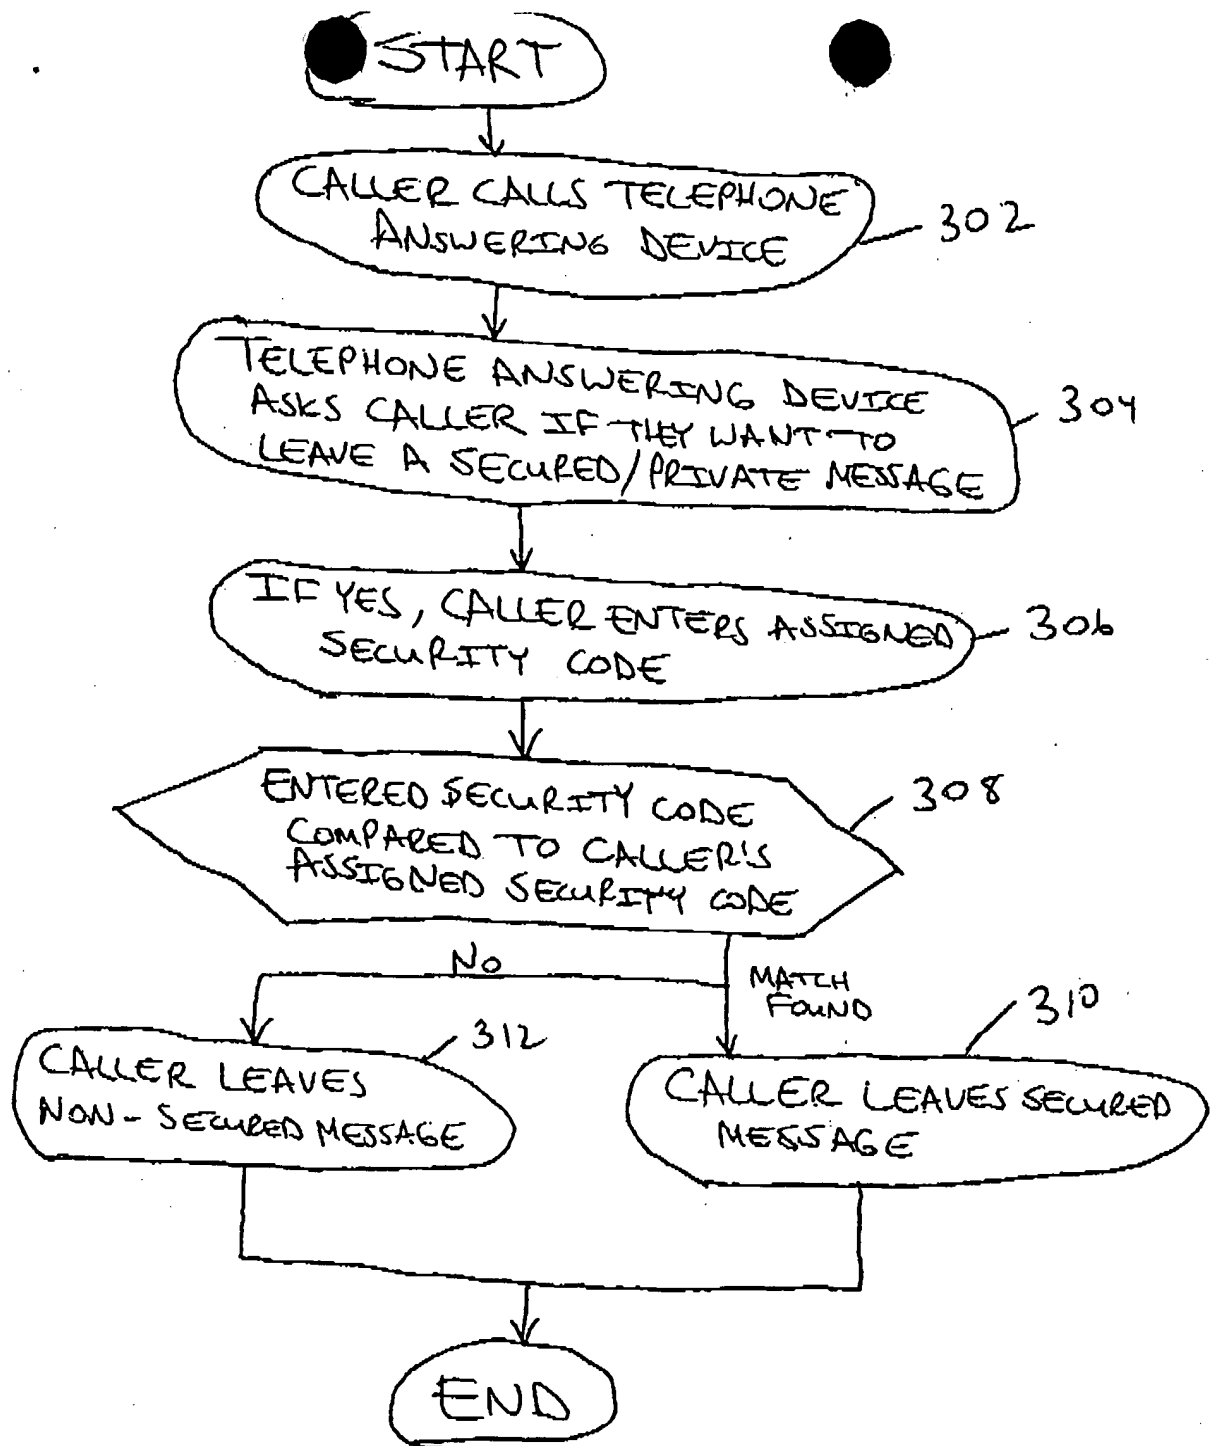 START
CALLER CALLS TELEPHONE
ANSWERING DEVICE
302
TELEPHONE ANSWERING DEVICE
ASKS CALLER IF THEY WANT TO
LEAVE A SECURED/PRIVATE MESSAGE
304
IF YES, CALLER ENTERS ASSIGNED
SECURITY CODE
306
ENTERED SECURITY CODE
COMPARED TO CALLER'S
ASSIGNED SECURITY CODE
308
NO
MATCH
FOUND
312
310
CALLER LEAVES
NON-SECURED MESSAGE
CALLER LEAVES SECURED
MESSAGE
END